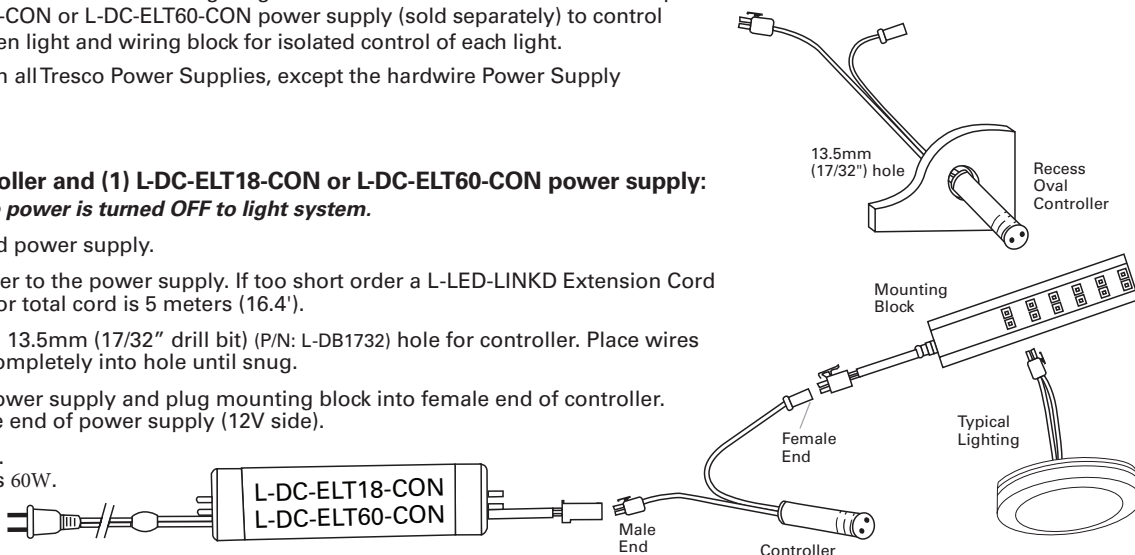 -CON or L-DC-ELT60-CON power supply (sold separately) to control
en light and wiring block for isolated control of each light.
all Tresco Power Supplies, except the hardwire Power Supply
oller and (1) L-DC-ELT18-CON or L-DC-ELT60-CON power supply:
power is turned OFF to light system.
d power supply.
er to the power supply. If too short order a L-LED-LINKD Extension Cord
or total cord is 5 meters (16.4').
13.5mm (17/32” drill bit) (P/N: L-DB1732) hole for controller. Place wires
ompletely into hole until snug.
ower supply and plug mounting block into female end of controller.
e end of power supply (12V side).
s 60W.
L-DC-ELT18-CON
L-DC-ELT60-CON
13.5mm
(17/32") hole
Recess
Oval
Controller
Mounting
Block
Typical
Lighting
Female
End
Male
End
Controller